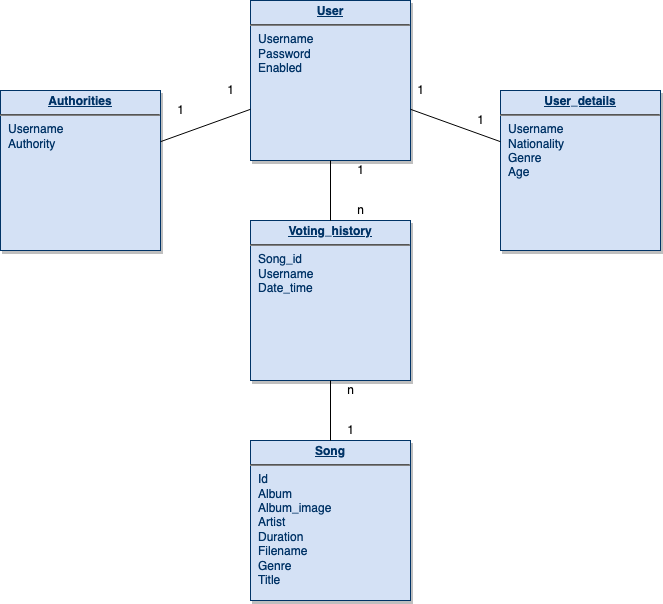 User
Username
Password
Enabled
1
1
Authorities
Username
Authority
1
1
User_details
Username
Nationality
Genre
Age
1
n
Voting_history
Song_id
Username
Date_time
n
1
Song
Id
Album
Album_image
Artist
Duration
Filename
Genre
Title